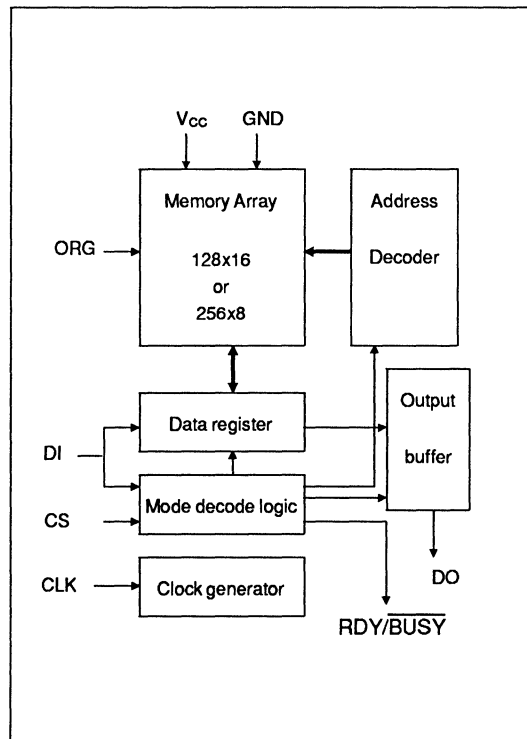 Vcc GND
Memory Array
128x16
or
256x8
Address
Decoder
ORG
Data register
Output
buffer
DI
Mode decode logic
CS
CLK
Clock generator
DO
RDY/BUSY